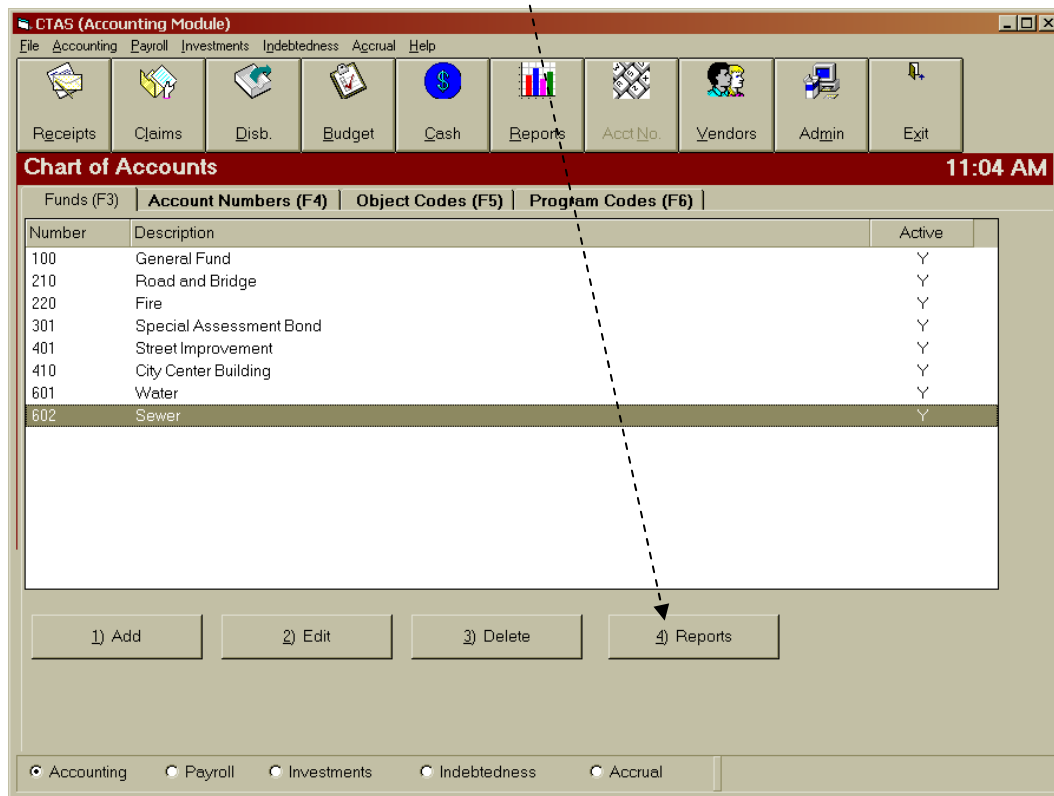 CTAS (Accounting Module)
File Accounting Payroll Investments Indebtedness Accrual Help
Receipts Claims Disb. Budget Cash Reports Acct No. Vendors Admin Exit
Chart of Accounts 11:04 AM
Funds (F3) Account Numbers (F4) Object Codes (F5) Program Codes (F6)
Number Description Active
100 General Fund Y
210 Road and Bridge Y
220 Fire Y
301 Special Assessment Bond Y
401 Street Improvement Y
410 City Center Building Y
601 Water Y
602 Sewer Y
1) Add 2) Edit 3) Delete 4) Reports
Accounting Payroll Investments Indebtedness Accrual